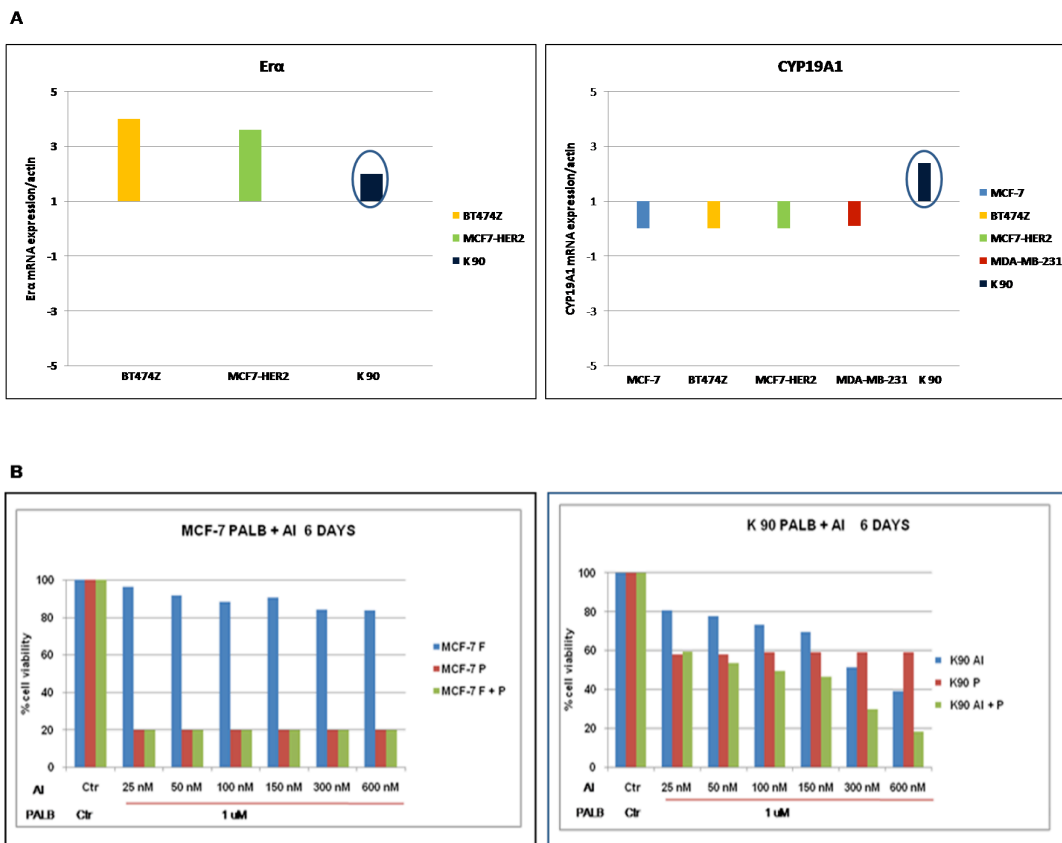 A
Erα
Erα mRNA expression/actin
5
3
1
-1
-3
-5
BT474Z
MCF7-HER2
K 90
BT474Z
MCF7-HER2
K 90
CYP19A1
CYP19A1 mRNA expression/actin
5
3
1
-1
-3
-5
MCF-7
BT474Z
MCF7-HER2
MDA-MB-231
K 90
MCF-7
BT474Z
MCF7-HER2
MDA-MB-231
K 90
B
MCF-7 PALB + AI 6 DAYS
% cell viability
100
80
60
40
20
0
MCF-7 F
MCF-7 P
MCF-7 F + P
AI Ctr 25 nM 50 nM 100 nM 150 nM 300 nM 600 nM
PALB Ctr 1 uM
K 90 PALB + AI 6 DAYS
% cell viability
100
80
60
40
20
0
K90 AI
K90 P
K90 AI + P
AI Ctr 25 nM 50 nM 100 nM 150 nM 300 nM 600 nM
PALB Ctr 1 uM